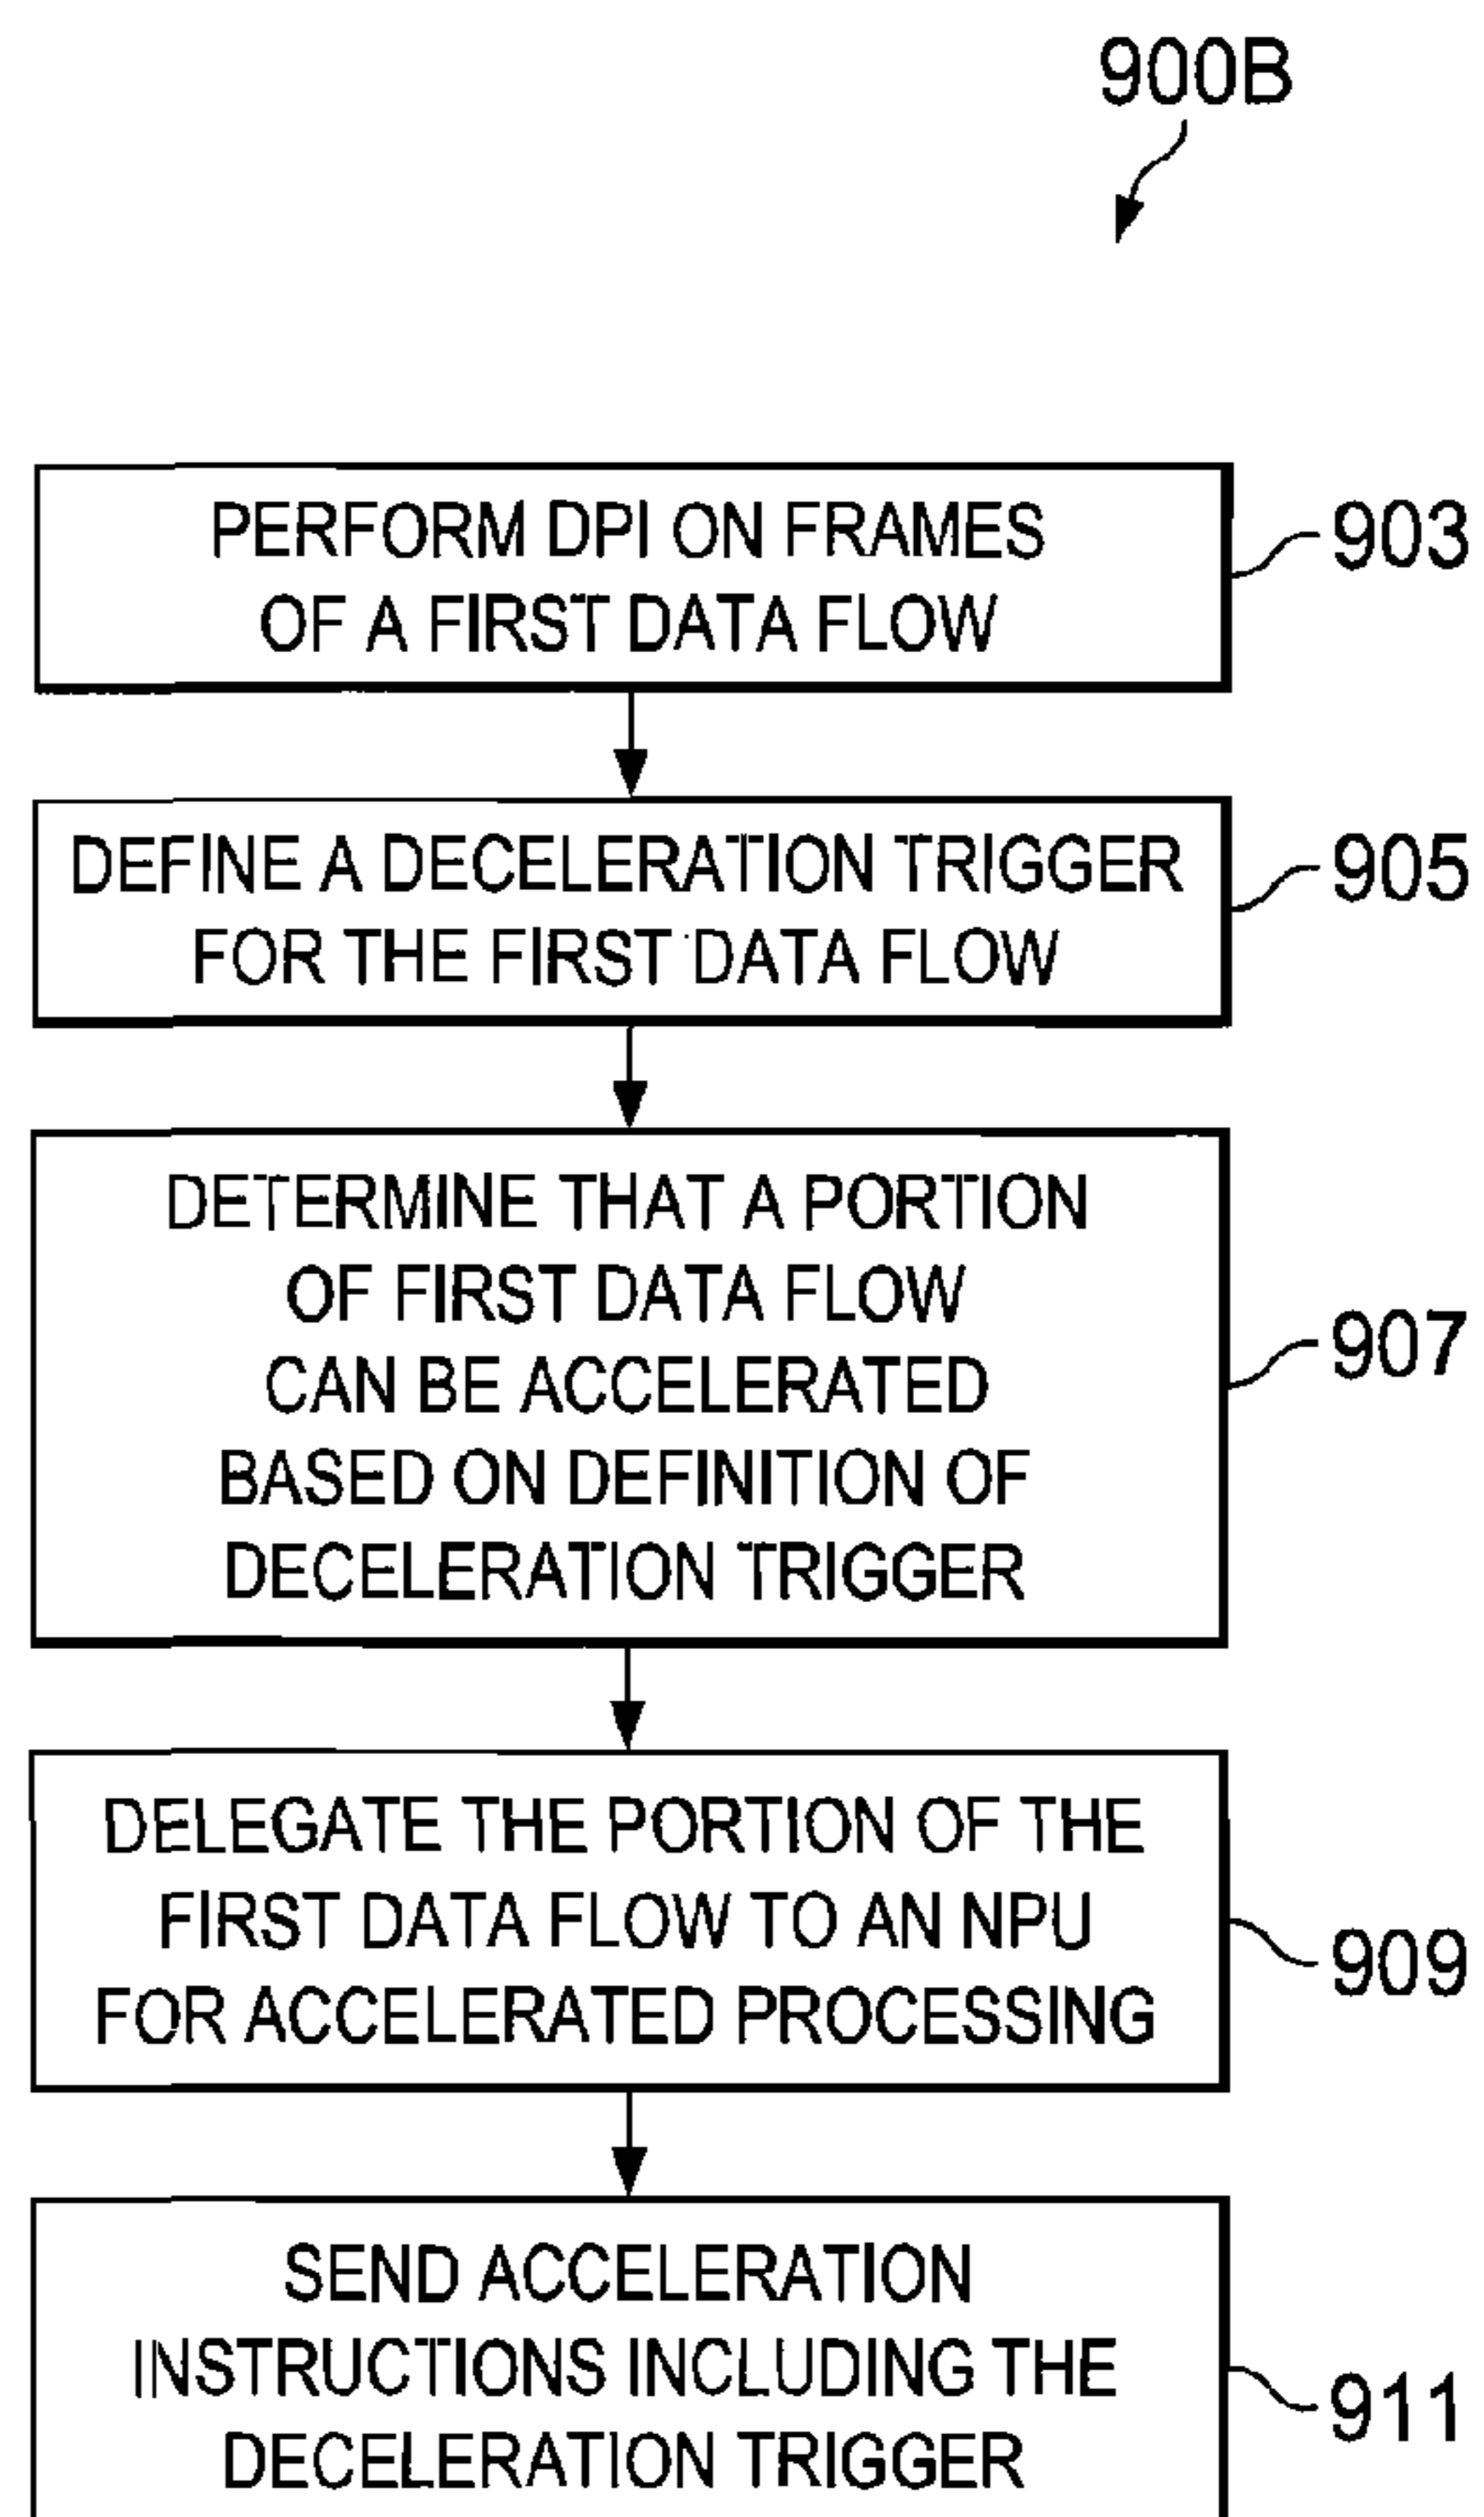 900B
PERFORM DPI ON FRAMES
OF A FIRST DATA FLOW
903
DEFINE A DECELERATION TRIGGER
FOR THE FIRST DATA FLOW
905
DETERMINE THAT A PORTION
OF FIRST DATA FLOW
CAN BE ACCELERATED
BASED ON DEFINITION OF
DECELERATION TRIGGER
907
DELEGATE THE PORTION OF THE
FIRST DATA FLOW TO AN NPU
FOR ACCELERATED PROCESSING
909
SEND ACCELERATION
INSTRUCTIONS INCLUDING THE
DECELERATION TRIGGER
911